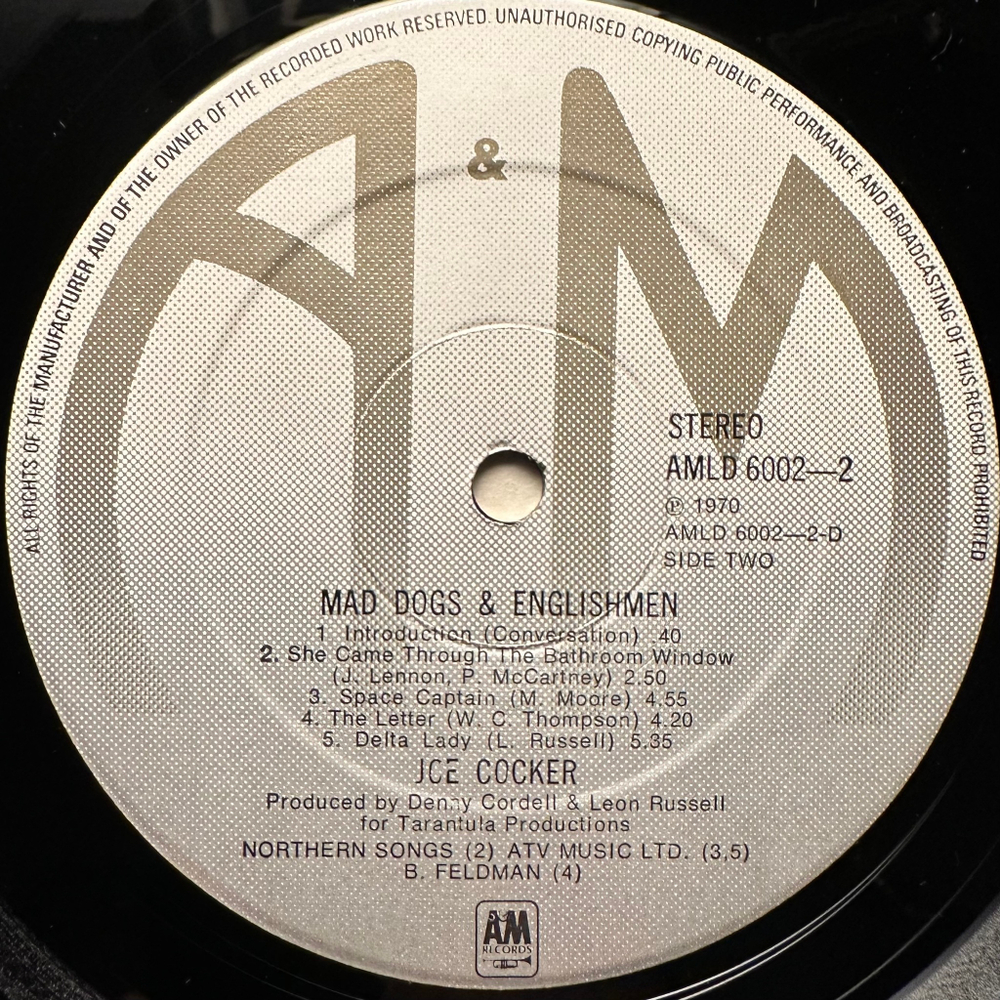 ALL RIGHTS OF THE MANUFACTURER AND OF THE OWNER OF THE RECORDED WORK RESERVED. UNAUTHORISED COPYING PUBLIC PERFORMANCE AND BROADCASTING OF THIS RECORD PROHIBITED
A & M
STEREO
AMLD 6002—2
℗ 1970
AMLD 6002—2-D
SIDE TWO
MAD DOGS & ENGLISHMEN
1 Introduction (Conversation) .40
2. She Came Through The Bathroom Window
(J. Lennon, P. McCartney) 2.50
3. Space Captain (M. Moore) 4.55
4. The Letter (W. C. Thompson) 4.20
5. Delta Lady (L. Russell) 5.35
JOE COCKER
Produced by Denny Cordell & Leon Russell
for Tarantula Productions
NORTHERN SONGS (2) ATV MUSIC LTD. (3,5)
B. FELDMAN (4)
AM
RECORDS